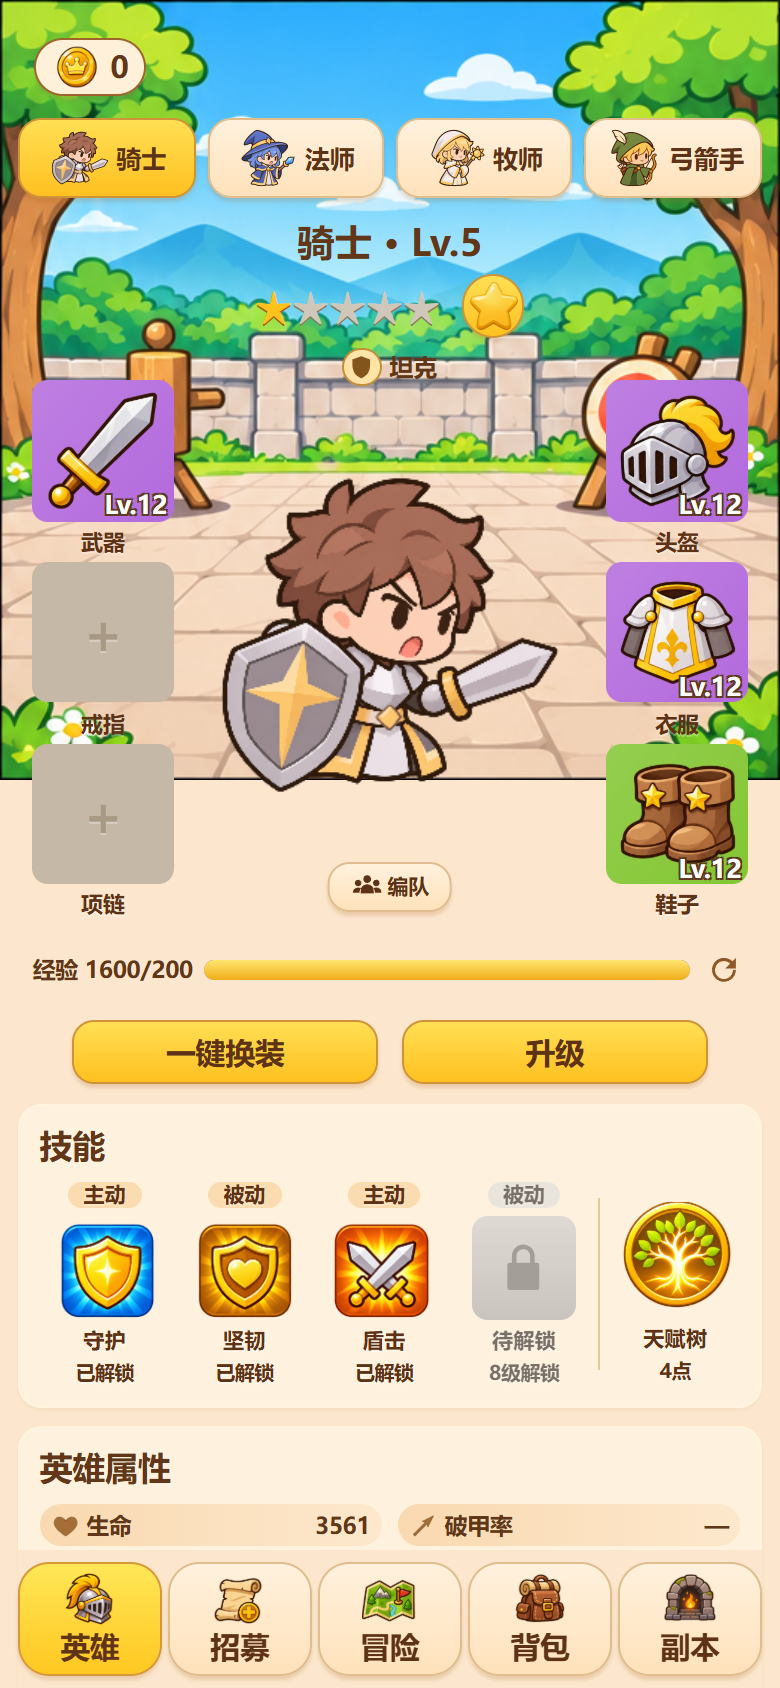 0
骑士
法师
牧师
弓箭手
骑士·Lv.5
坦克
Lv.12
武器
Lv.12
头盔
+
戒指
Lv.12
衣服
+
项链
Lv.12
鞋子
编队
经验 1600/200
一键换装
升级
技能
主动
被动
主动
被动
守护
坚韧
盾击
待解锁
天赋树
已解锁
已解锁
已解锁
8级解锁
4点
英雄属性
生命 3561
破甲率 —
英雄
招募
冒险
背包
副本